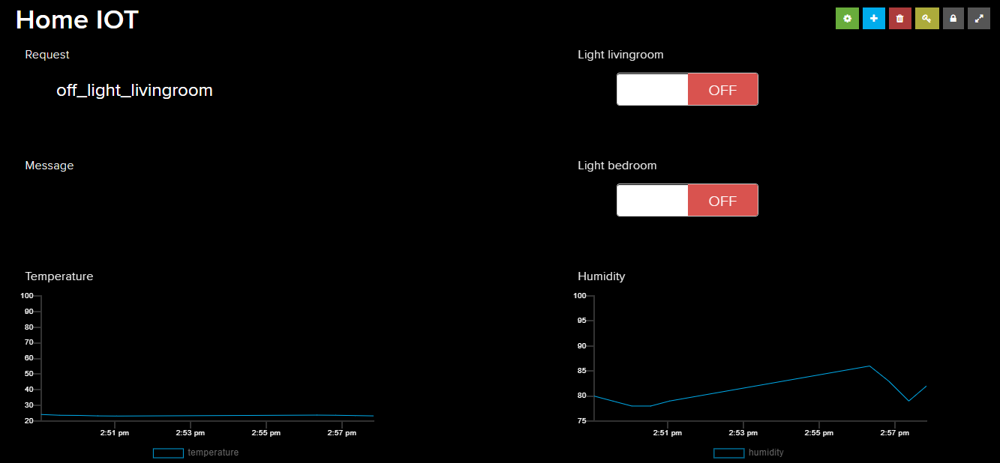 Home IOT
Request
off_light_livingroom
Light livingroom
OFF
Message
Light bedroom
OFF
Temperature
100
90
80
70
60
50
40
30
20
2:51 pm 2:53 pm 2:55 pm 2:57 pm
temperature
Humidity
100
95
90
85
80
75
2:51 pm 2:53 pm 2:55 pm 2:57 pm
humidity